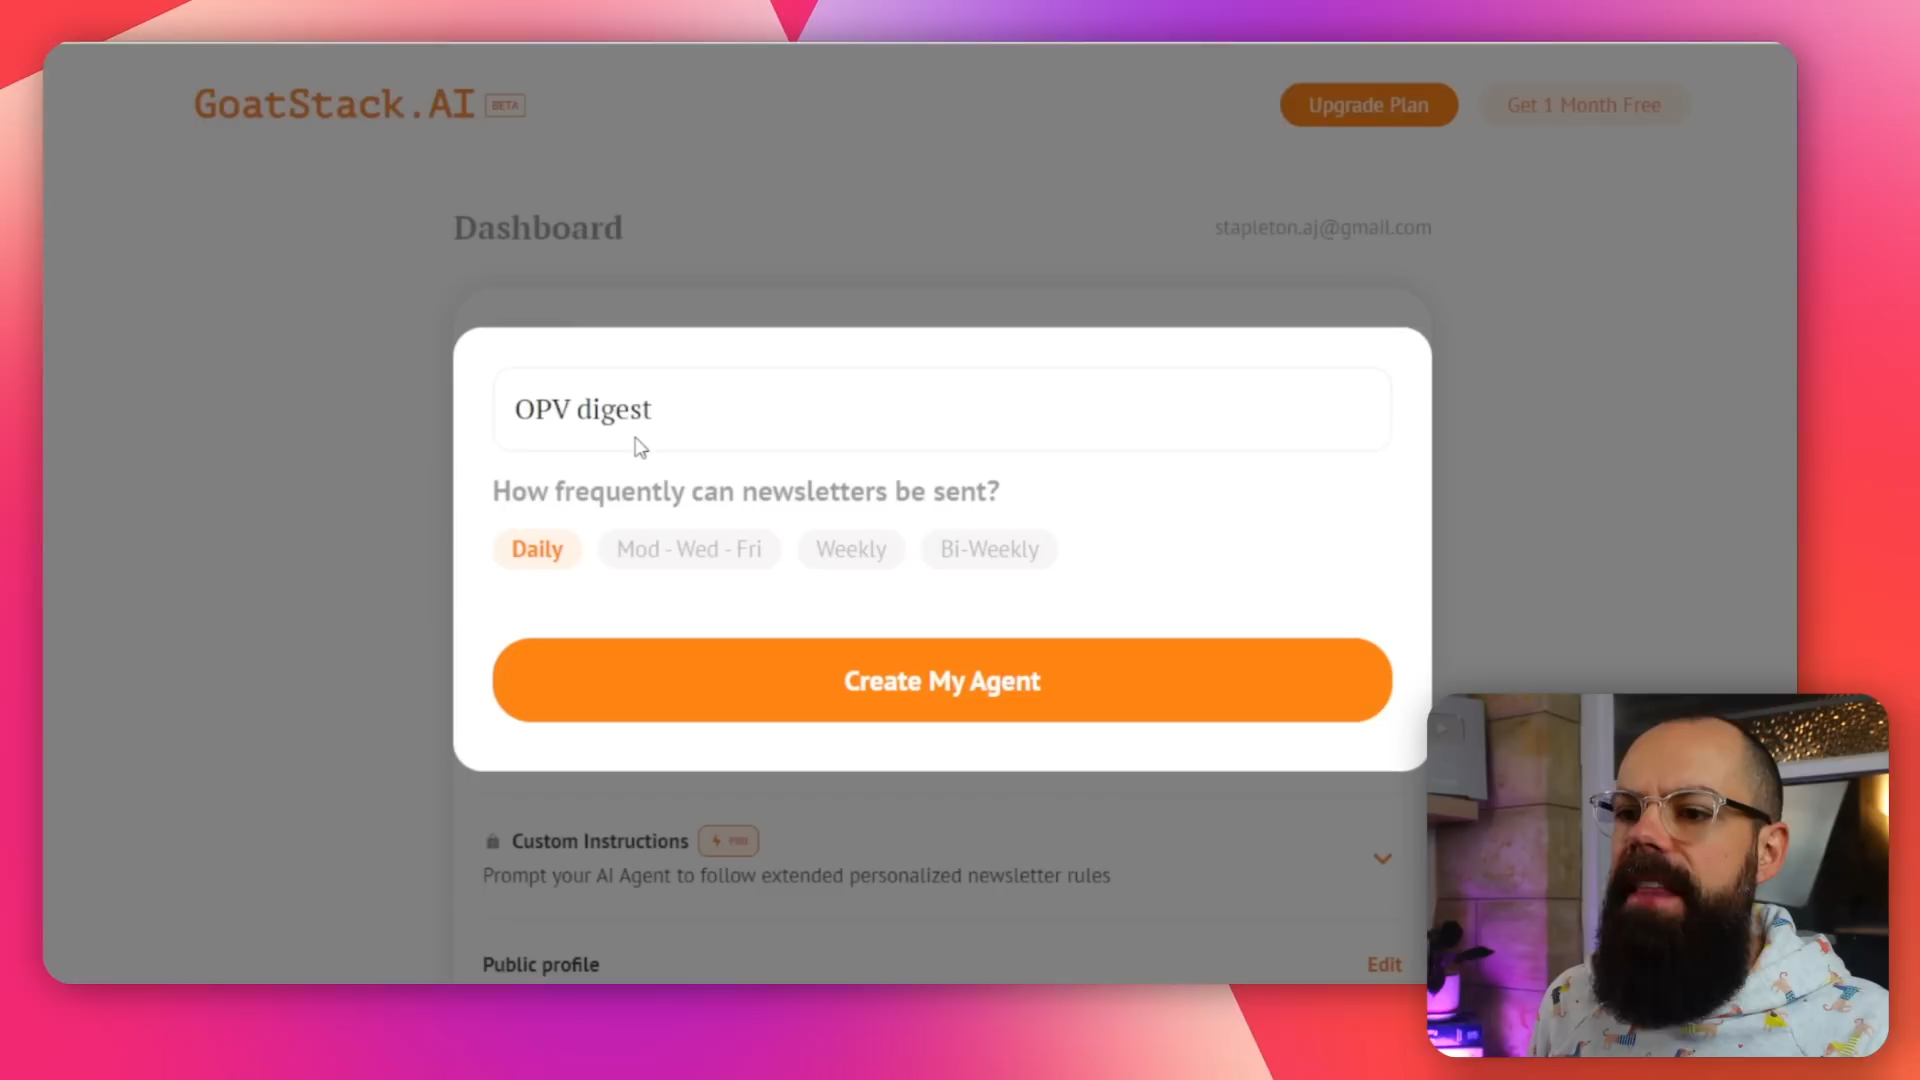 GoatStack.AI BETA
Upgrade Plan
Get 1 Month Free
Dashboard
stapleton.aj@gmail.com
OPV digest
How frequently can newsletters be sent?
Daily
Mod - Wed - Fri
Weekly
Bi-Weekly
Create My Agent
Custom Instructions PRO
Prompt your AI Agent to follow extended personalized newsletter rules
Public profile
Edit